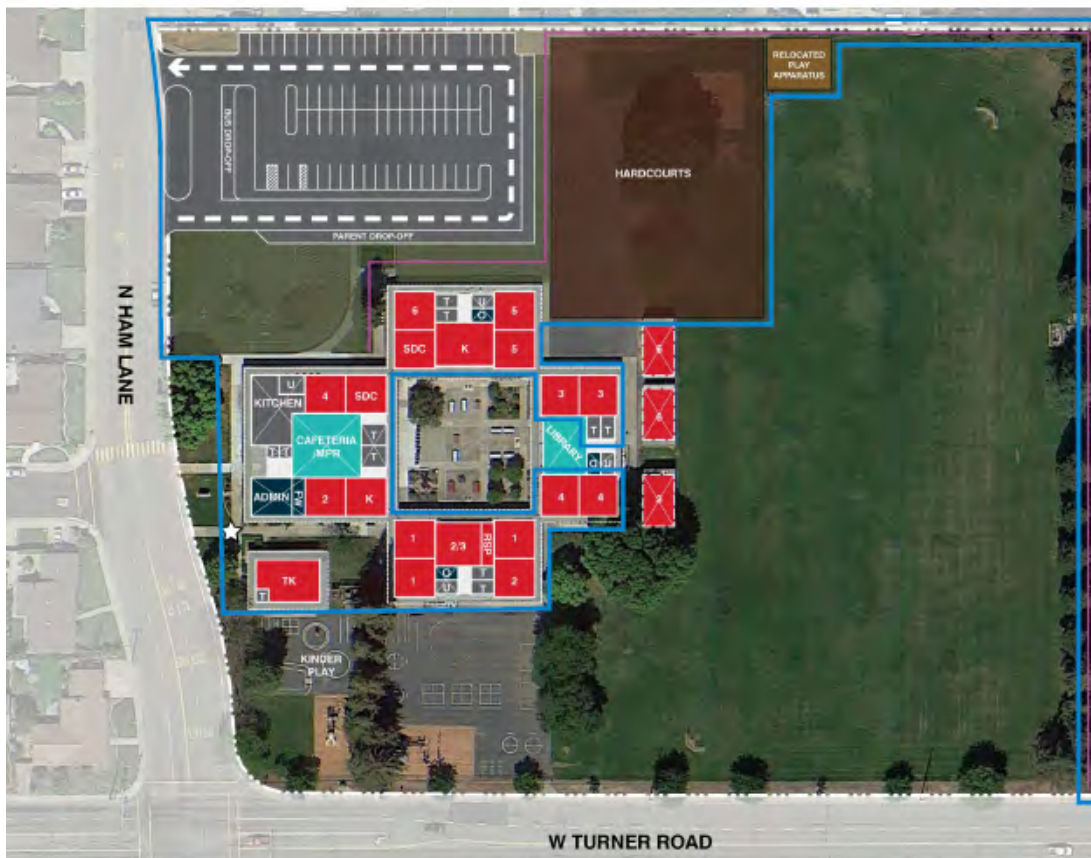 RELOCATED
PLAY
APPARATUS
BUS DROP-OFF
HARDCOURTS
PARENT DROP-OFF
N HAM LANE
6
T
T
U
O
5
SDC
K
5
U
KITCHEN
4
SDC
3
3
CAFETERIA
/MPR
T
T
T
T
T
T
LIBRARY
O
U
ADMIN
PW
2
K
4
4
1
2/3
RSP
1
TK
T
1
O
U
T
T
2
KINDER
PLAY
W TURNER ROAD